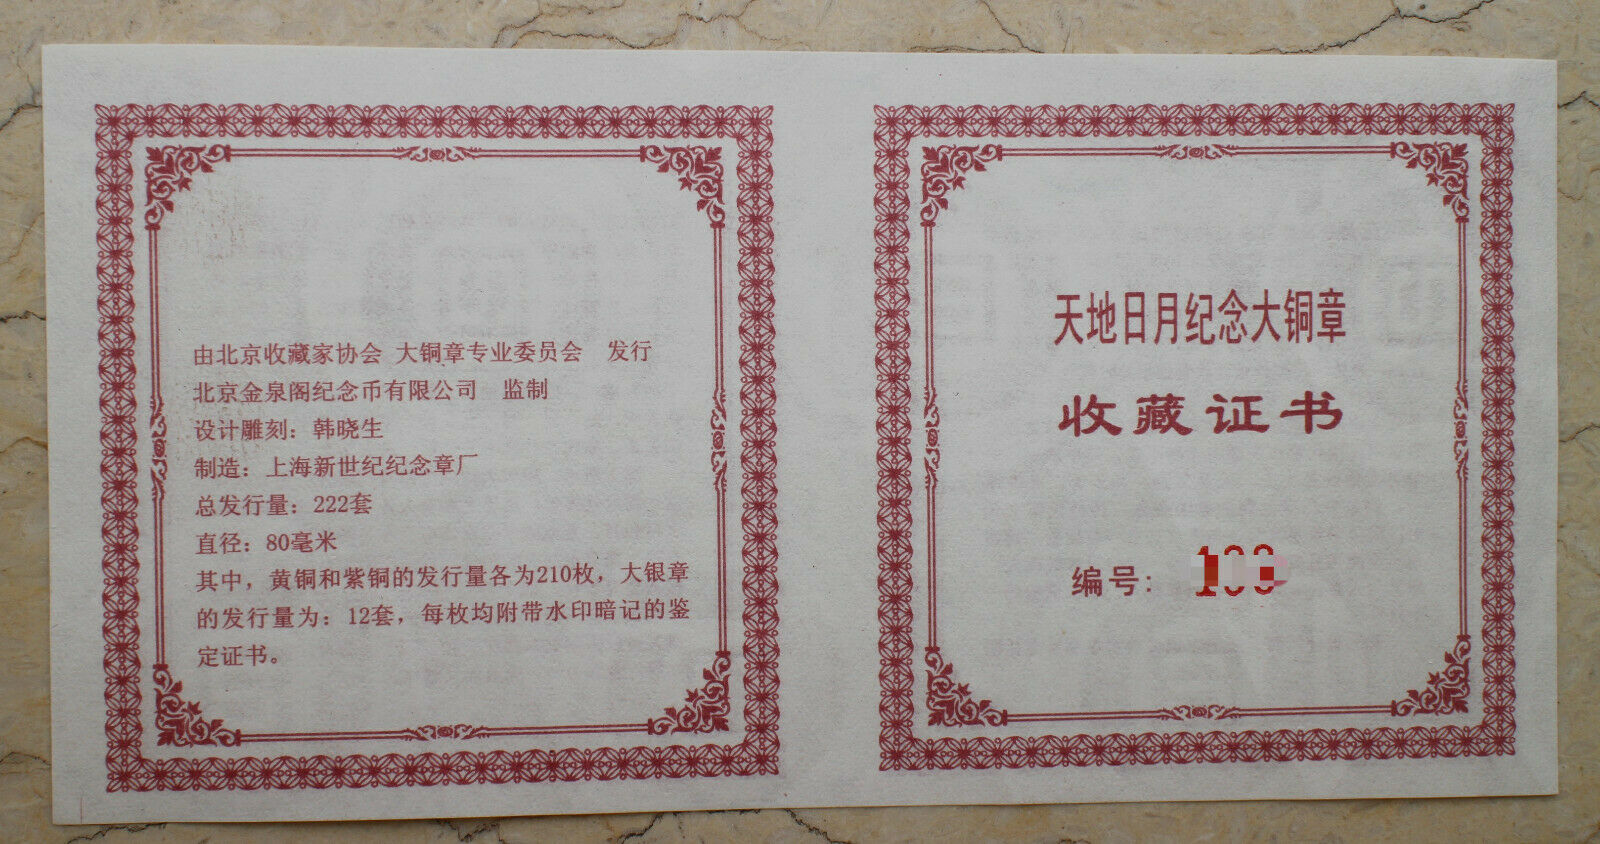 由北京收藏家协会 大铜章专业委员会 发行
北京金泉阁纪念币有限公司 监制
设计雕刻：韩晓生
制造：上海新世纪纪念章厂
总发行量：222套
直径：80毫米
其中，黄铜和紫铜的发行量各为210枚，大银章
的发行量为：12套，每枚均附带水印暗记的鉴
定证书。
天地日月纪念大铜章
收藏证书
编号：